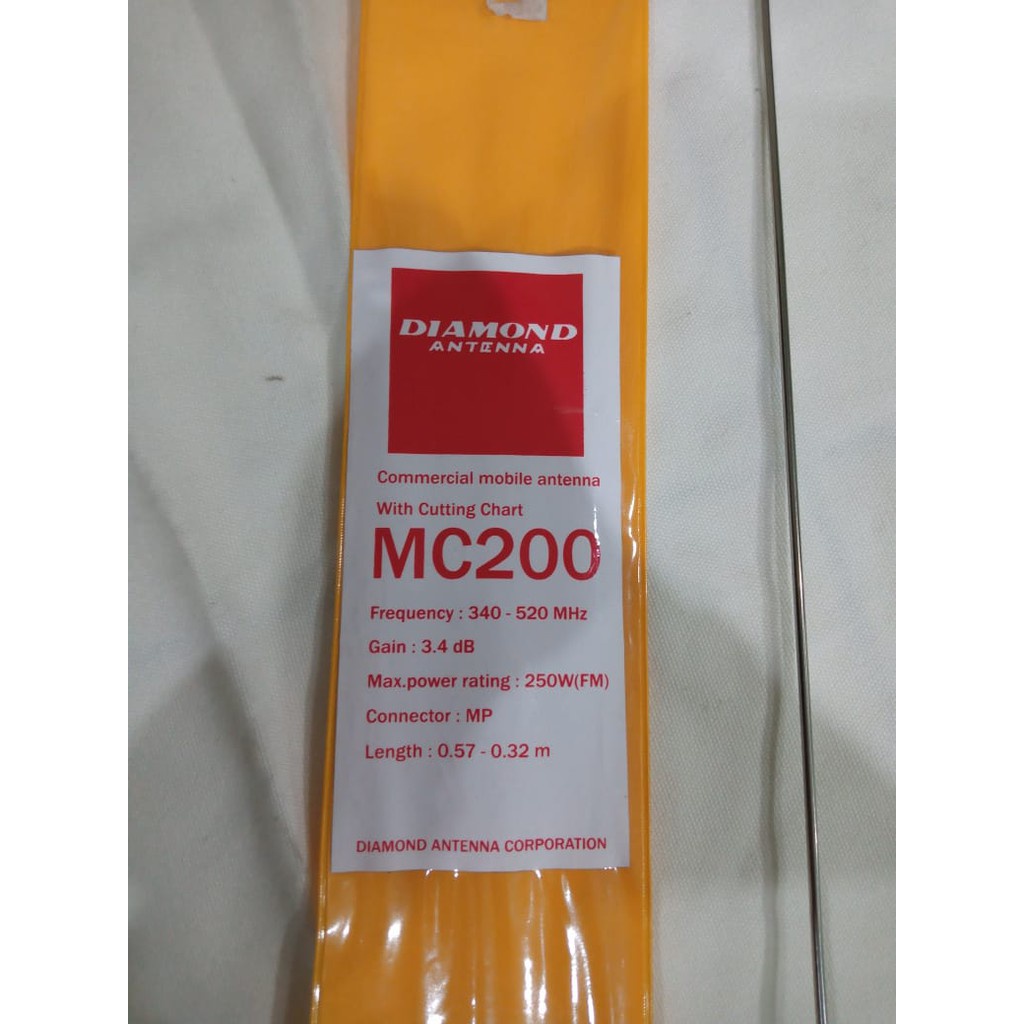 DIAMOND
ANTENNA
Commercial mobile antenna
With Cutting Chart
MC200
Frequency : 340 - 520 MHz
Gain : 3.4 dB
Max.power rating : 250W(FM)
Connector : MP
Length : 0.57 - 0.32 m
DIAMOND ANTENNA CORPORATION